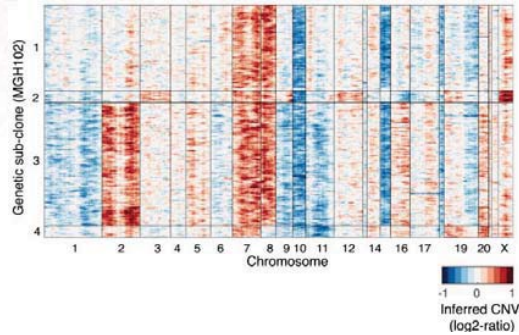 Genetic sub-clone (MGH102)
1
2
3
4
1 2 3 4 5 6 7 8 9 10 11 12 14 16 17 19 20 X
Chromosome
-1 0 1
Inferred CNV
(log2-ratio)